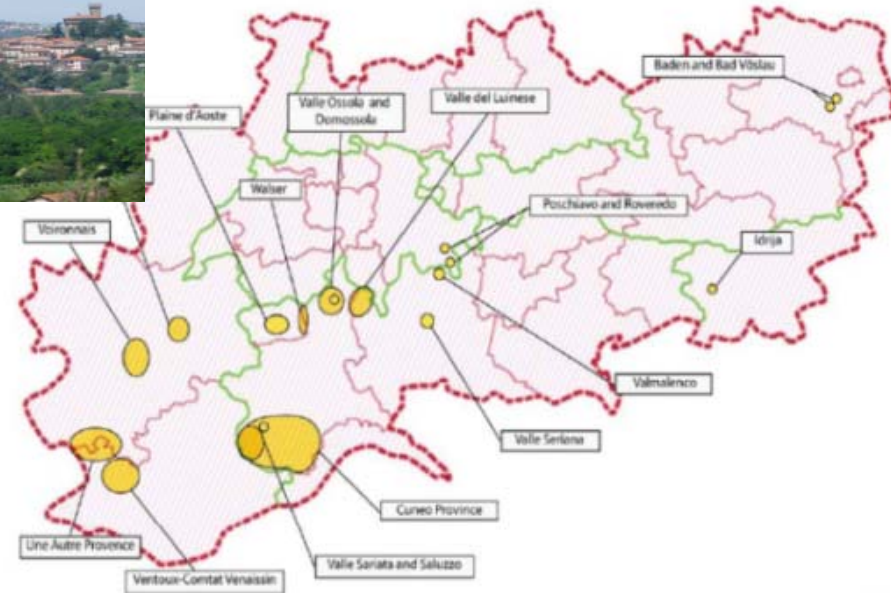 Baden and Bad Vöslau
Plaine d'Aoste
Valle Ossola and
Domossola
Valle del Luinese
Walser
Poschiavo and Roveredo
Voironnais
Idrija
Valmalenco
Valle Seriana
Cuneo Province
Une Autre Provence
Valle Sariata and Saluzzo
Ventoux-Comtat Venaissin